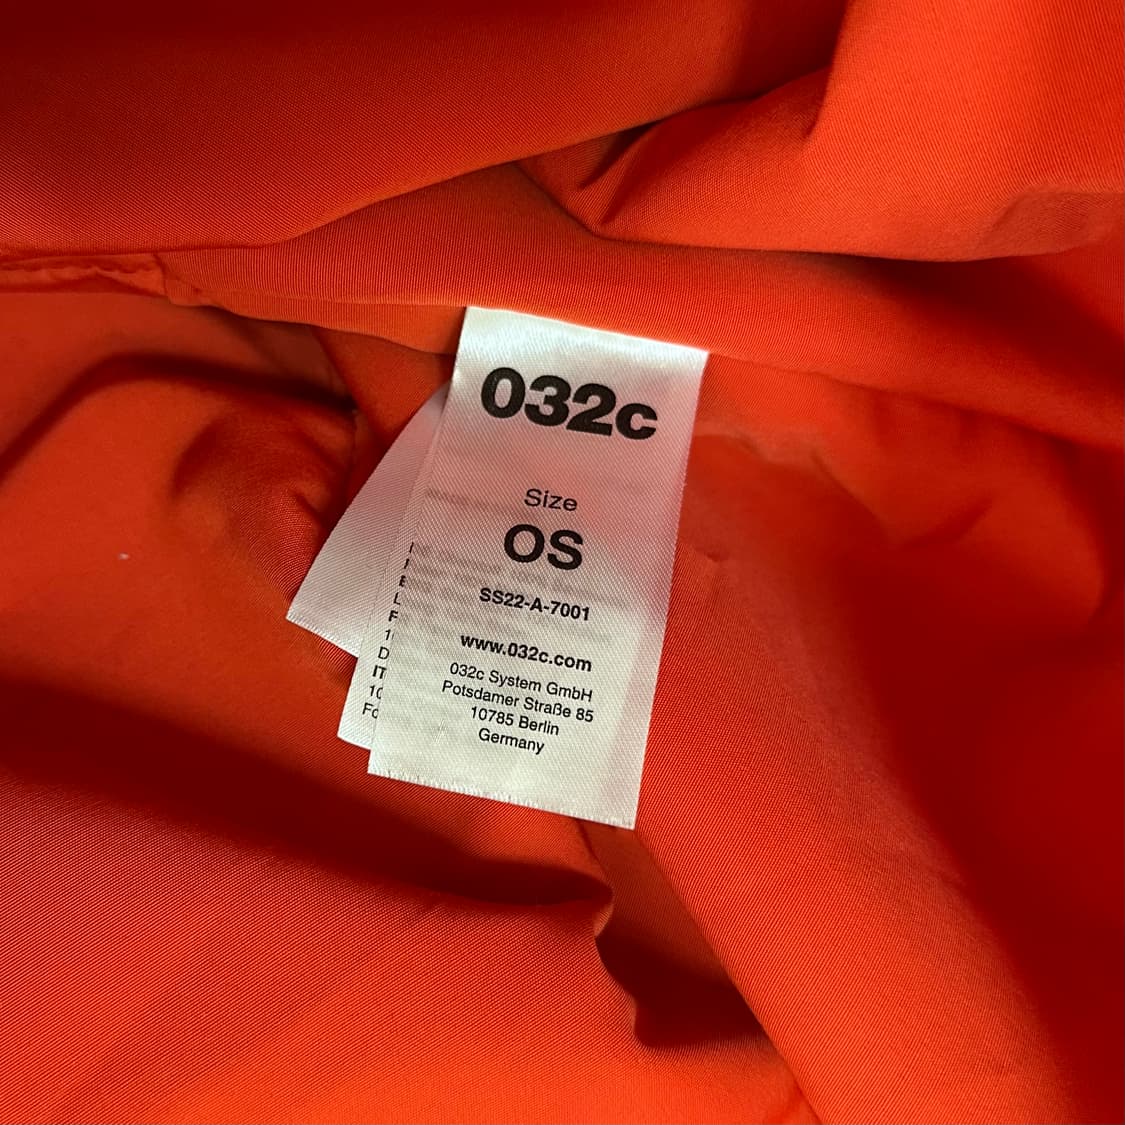 032c
Size
OS
SS22-A-7001
www.032c.com
032c System GmbH
Potsdamer Straße 85
10785 Berlin
Germany